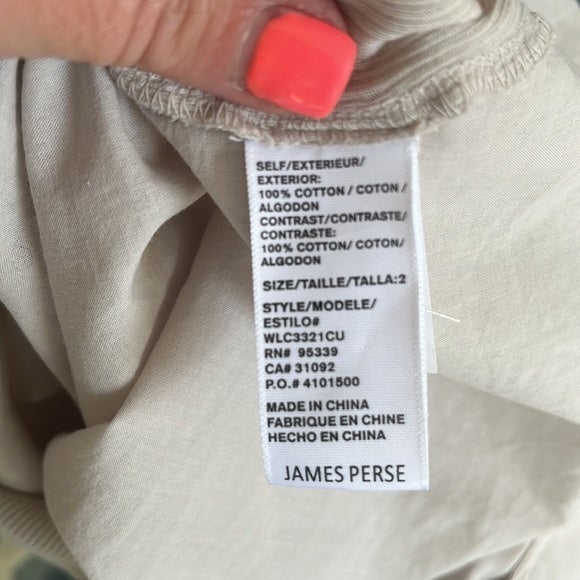 SELF/EXTERIEUR/
EXTERIOR:
100% COTTON / COTON /
ALGODON
CONTRAST/CONTRASTE/
CONTRASTE:
100% COTTON/ COTON/
ALGODON
SIZE/TAILLE/TALLA:2
STYLE/MODELE/
ESTILO#
WLC3321CU
RN# 95339
CA# 31092
P.O.# 4101500
MADE IN CHINA
FABRIQUE EN CHINE
HECHO EN CHINA
JAMES PERSE